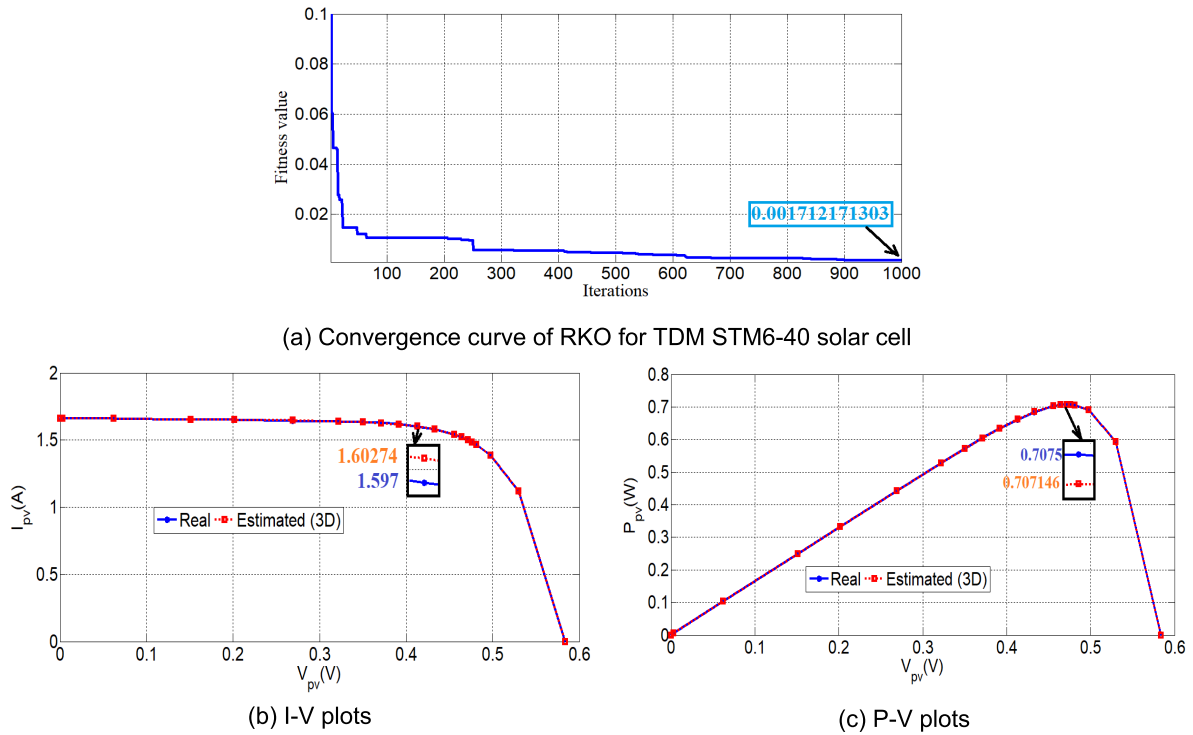 0.1
0.08
0.06
0.04
0.02
Fitness value
0.001712171303
100 200 300 400 500 600 700 800 900 1000
Iterations
(a) Convergence curve of RKO for TDM STM6-40 solar cell
2
1.5
1
0.5
0
I_pv(A)
1.60274
1.597
Real Estimated (3D)
0 0.1 0.2 0.3 0.4 0.5 0.6
V_pv(V)
(b) I-V plots
0.8
0.7
0.6
0.5
0.4
0.3
0.2
0.1
0
P_pv(W)
0.7075
0.707146
Real Estimated (3D)
0 0.1 0.2 0.3 0.4 0.5 0.6
V_pv(V)
(c) P-V plots